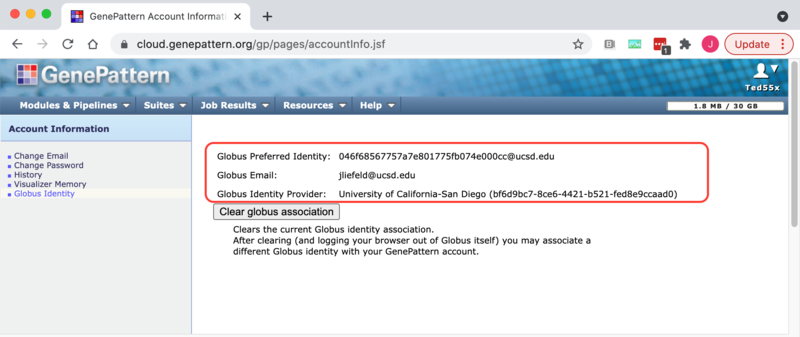 GenePattern Account Informati
cloud.genepattern.org/gp/pages/accountInfo.jsf
1
J
Update
GenePattern
Ted55x
Modules & Pipelines
Suites
Job Results
Resources
Help
1.8 MB / 30 GB
Account Information
Change Email
Change Password
History
Visualizer Memory
Globus Identity
Globus Preferred Identity: 046f68567757a7e801775fb074e000cc@ucsd.edu
Globus Email: jliefeld@ucsd.edu
Globus Identity Provider: University of California-San Diego (bf6d9bc7-8ce6-4421-b521-fed8e9ccaad0)
Clear globus association
Clears the current Globus identity association.
After clearing (and logging your browser out of Globus itself) you may associate a
different Globus identity with your GenePattern account.